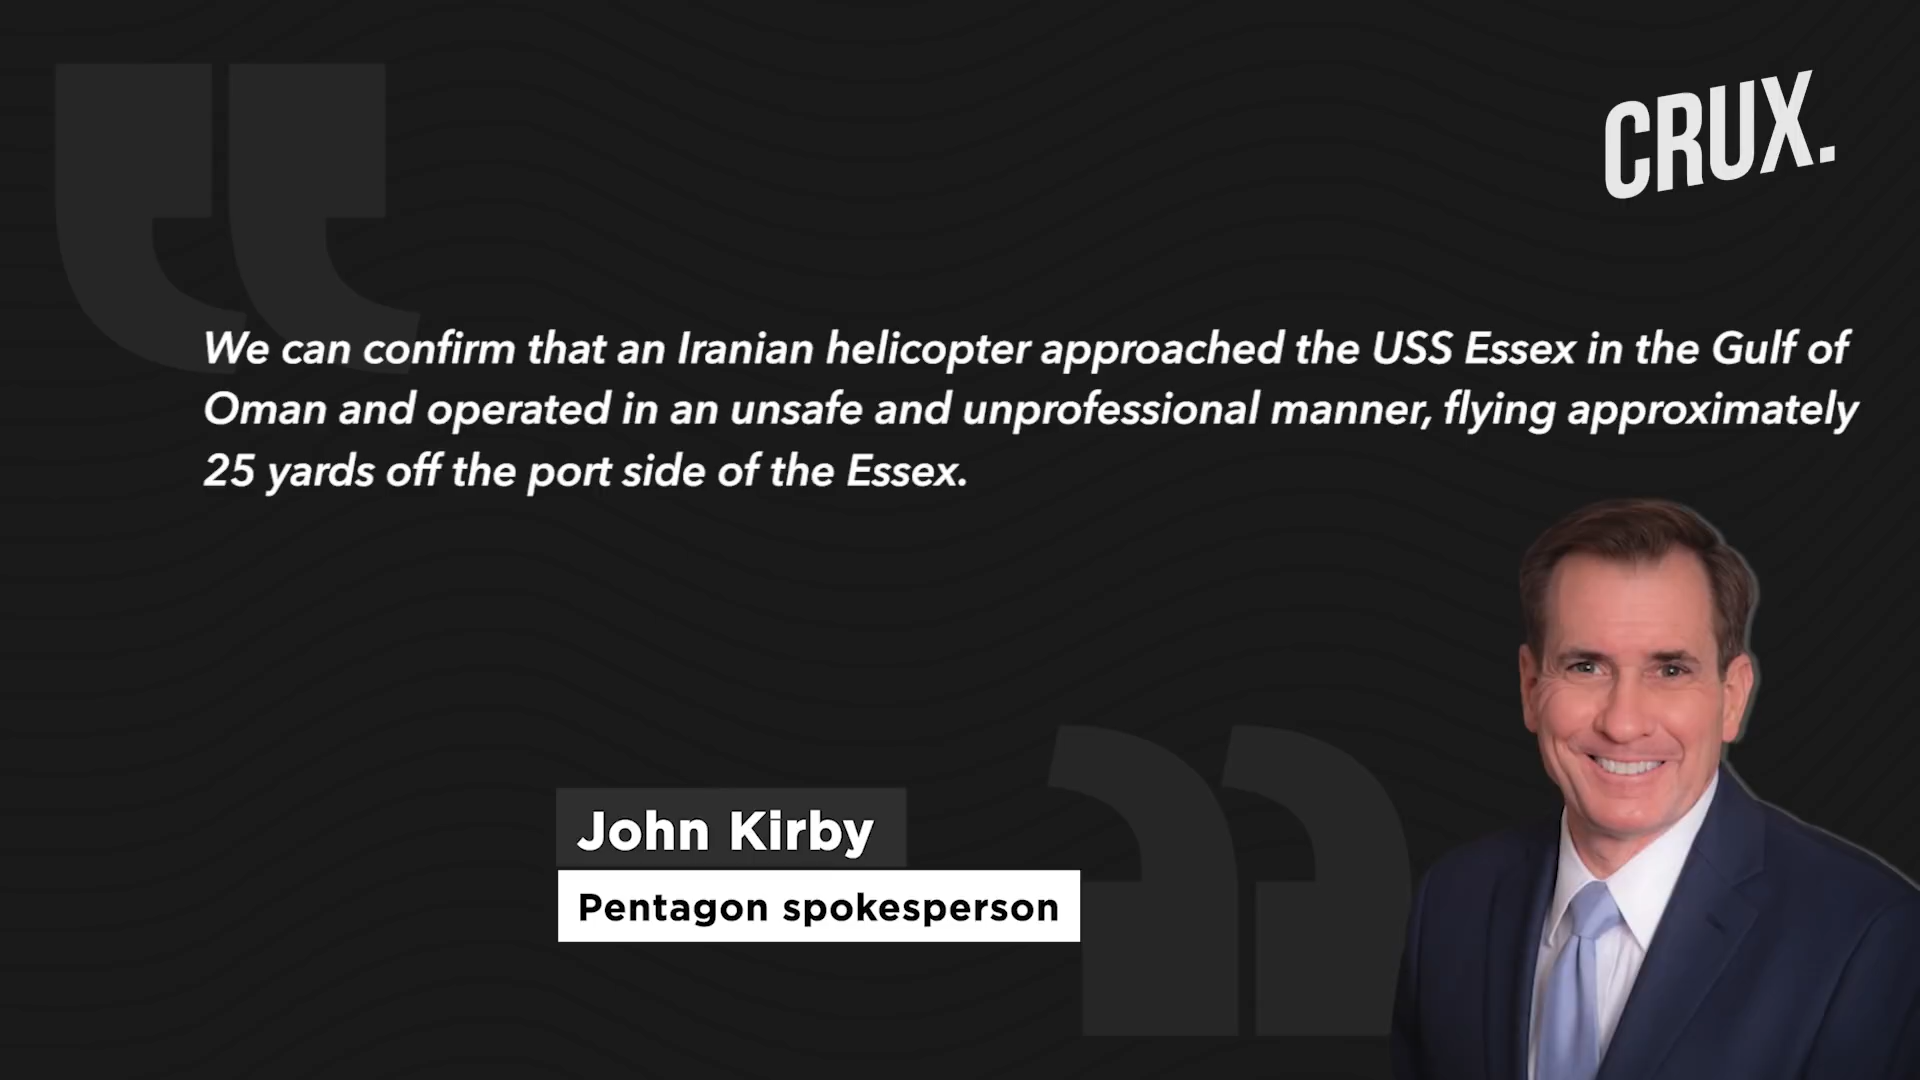 CRUX.
We can confirm that an Iranian helicopter approached the USS Essex in the Gulf of
Oman and operated in an unsafe and unprofessional manner, flying approximately
25 yards off the port side of the Essex.
John Kirby
Pentagon spokesperson